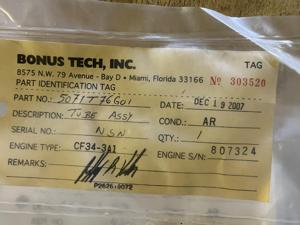 BONUS TECH, INC. TAG
8575 N.W. 79 Avenue - Bay D • Miami, Florida 33166 No 303520
PART IDENTIFICATION TAG
PART NO.: 5071T76G01 DATE: DEC 19 2007
DESCRIPTION: TUBE ASSY COND.: AR
SERIAL NO.: NSN QTY.: 1
ENGINE TYPE: CF34-3A1 ENGINE S/N: 807324
REMARKS:
P2626-9072